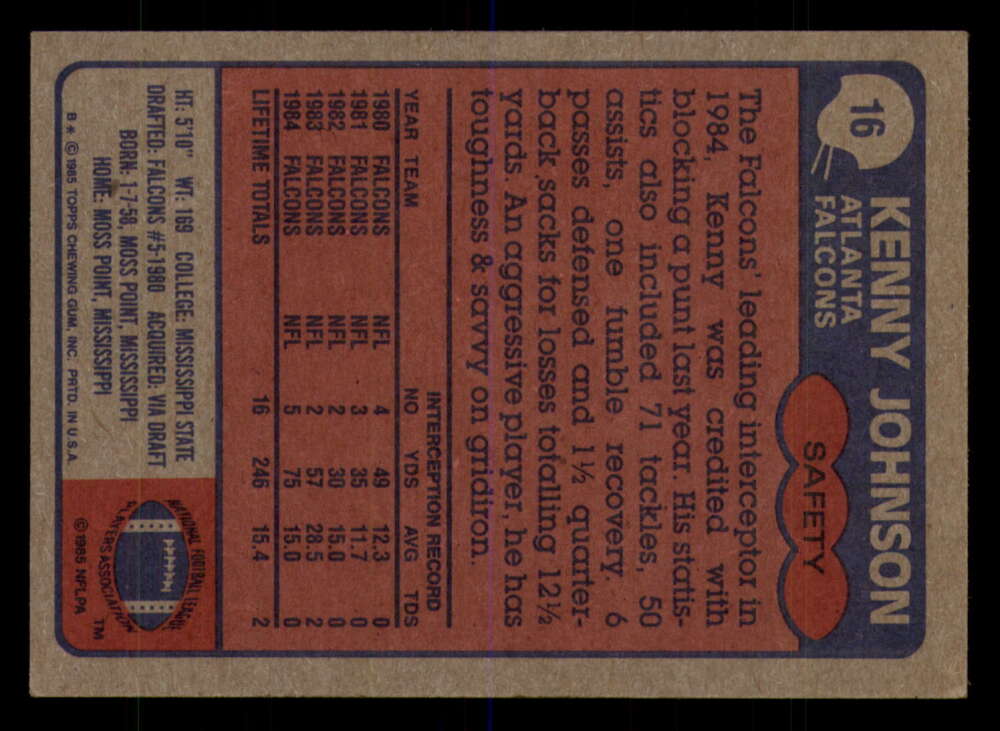 16
KENNY JOHNSON
ATLANTA
FALCONS
SAFETY
The Falcons' leading interceptor in
1984, Kenny was credited with
blocking a punt last year. His statis-
tics also included 71 tackles, 50
assists, one fumble recovery, 6
passes defensed and 1½ quarter-
back sacks for losses totalling 12½
yards. An aggressive player, he has
toughness & savvy on gridiron.
INTERCEPTION RECORD
YEAR TEAM NO YDS AVG TDS
1980 FALCONS NFL 4 49 12.3 0
1981 FALCONS NFL 3 35 11.7 0
1982 FALCONS NFL 2 30 15.0 0
1983 FALCONS NFL 2 57 28.5 2
1984 FALCONS NFL 5 75 15.0 0
LIFETIME TOTALS 16 246 15.4 2
HT: 5'10" WT: 169 COLLEGE: MISSISSIPPI STATE
DRAFTED: FALCONS #5-1980 ACQUIRED: VIA DRAFT
BORN: 1-7-58, MOSS POINT, MISSISSIPPI
HOME: MOSS POINT, MISSISSIPPI
B* © 1985 TOPPS CHEWING GUM, INC. PRTD. IN U.S.A.
NATIONAL FOOTBALL LEAGUE
PLAYERS ASSOCIATION
TM
© 1985 NFLPA